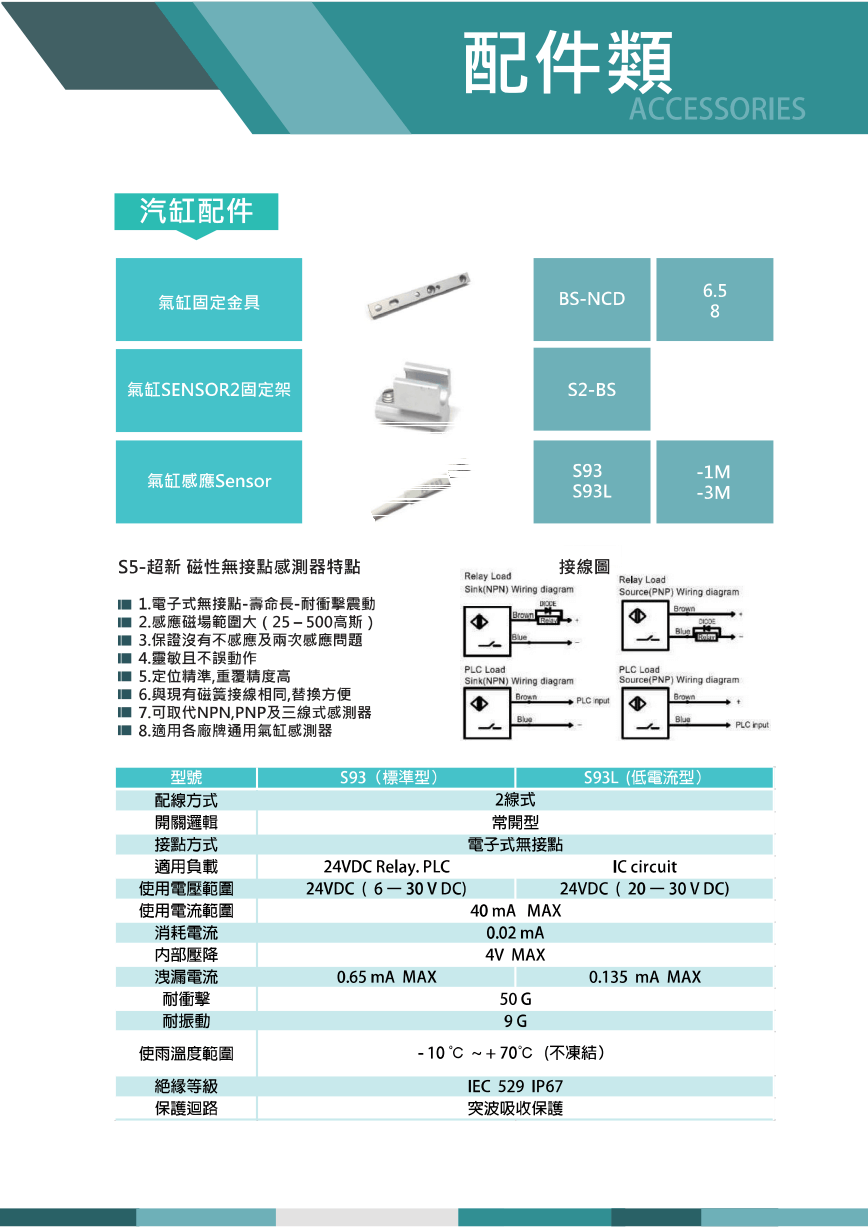 配件類
ACCESSORIES
汽缸配件
氣缸固定金具
BS-NCD
6.5
8
氣缸SENSOR2固定架
S2-BS
氣缸感應Sensor
S93
S93L
-1M
-3M
S5-超新 磁性無接點感測器特點
1.電子式無接點-壽命長-耐衝擊震動
2.感應磁場範圍大（25 – 500高斯）
3.保證沒有不感應及兩次感應問題
4.靈敏且不誤動作
5.定位精準,重覆精度高
6.與現有磁簧接線相同,替換方便
7.可取代NPN,PNP及三線式感測器
8.適用各廠牌通用氣缸感測器
接線圖
Relay Load
Sink(NPN) Wiring diagram
DIODE
Brown
Relay
+
Blue
-
Relay Load
Source(PNP) Wiring diagram
Brown
+
DIODE
Blue
Relay
-
PLC Load
Sink(NPN) Wiring diagram
Brown
PLC input
Blue
-
PLC Load
Source(PNP) Wiring diagram
Brown
+
Blue
PLC input
型號 S93（標準型） S93L (低電流型）
配線方式 2線式
開關邏輯 常開型
接點方式 電子式無接點
適用負載 24VDC Relay. PLC IC circuit
使用電壓範圍 24VDC ( 6 — 30 V DC) 24VDC ( 20 — 30 V DC)
使用電流範圍 40 mA MAX
消耗電流 0.02 mA
內部壓降 4V MAX
洩漏電流 0.65 mA MAX 0.135 mA MAX
耐衝擊 50 G
耐振動 9 G
使雨溫度範圍 - 10 ℃ ~ + 70℃ (不凍結）
絕緣等級 IEC 529 IP67
保護迴路 突波吸收保護